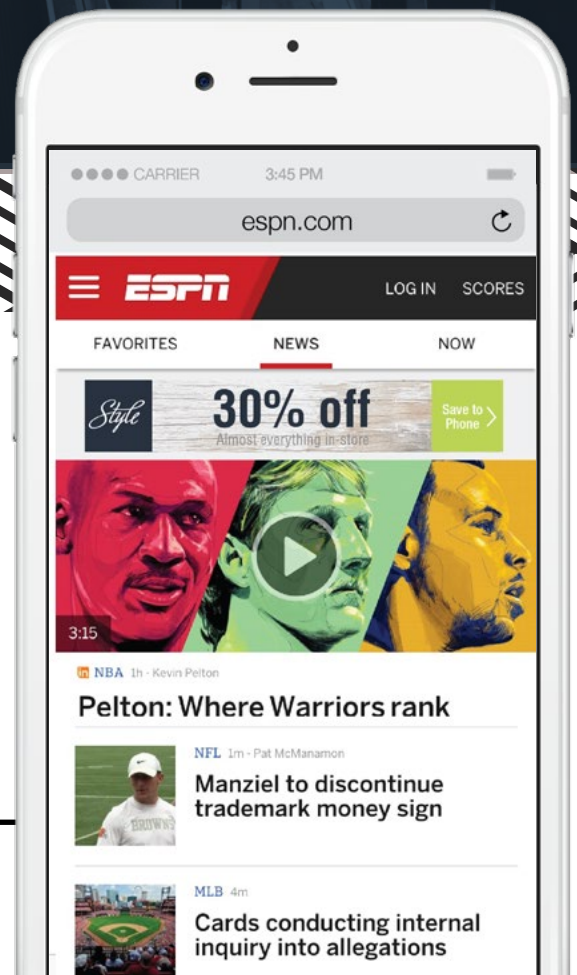 CARRIER 3:45 PM
espn.com
ESPN LOG IN SCORES
FAVORITES NEWS NOW
Style 30% off Save to
Almost everything in-store Phone
3:15
in NBA 1h - Kevin Pelton
Pelton: Where Warriors rank
NFL 1m - Pat McManamon
Manziel to discontinue
trademark money sign
BROWNS
MLB 4m
Cards conducting internal
inquiry into allegations